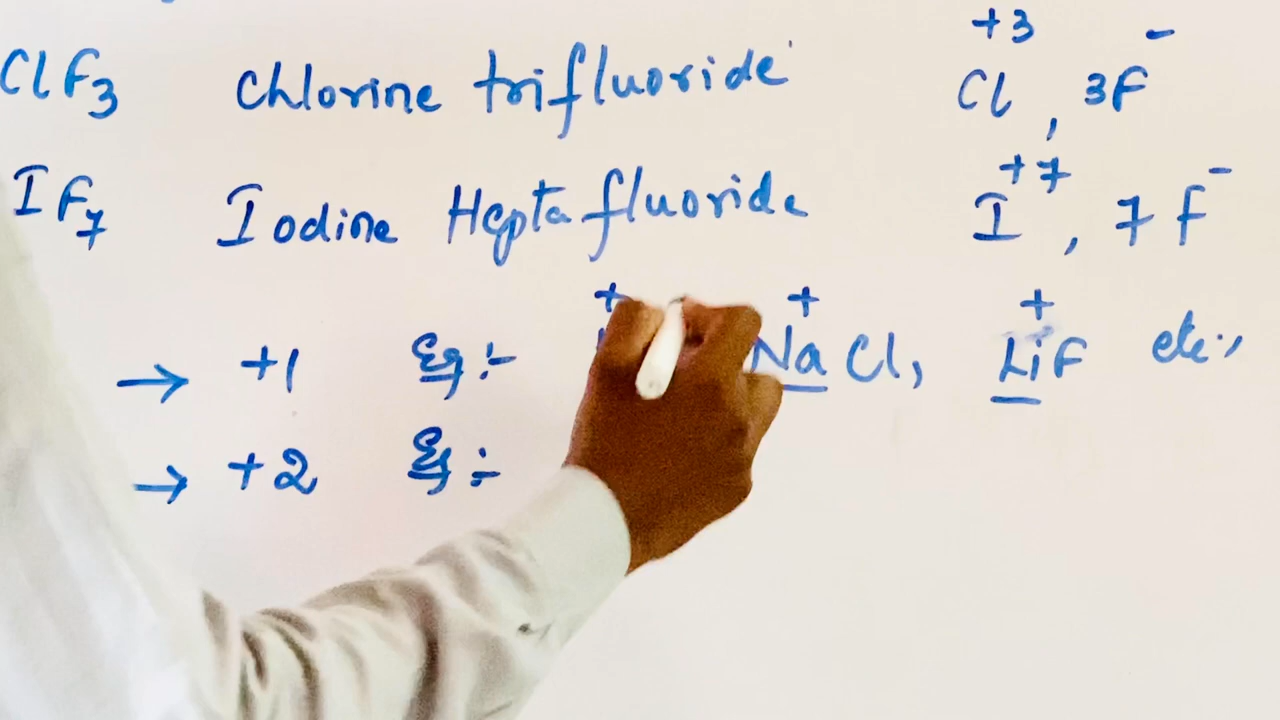 ClF₃ Chlorine trifluoride Cl⁺³, 3F⁻
IF₇ Iodine Heptafluoride I⁺⁷, 7F⁻
→ +1 Eg:- Na⁺Cl, Li⁺F etc.,
→ +2 Eg:-